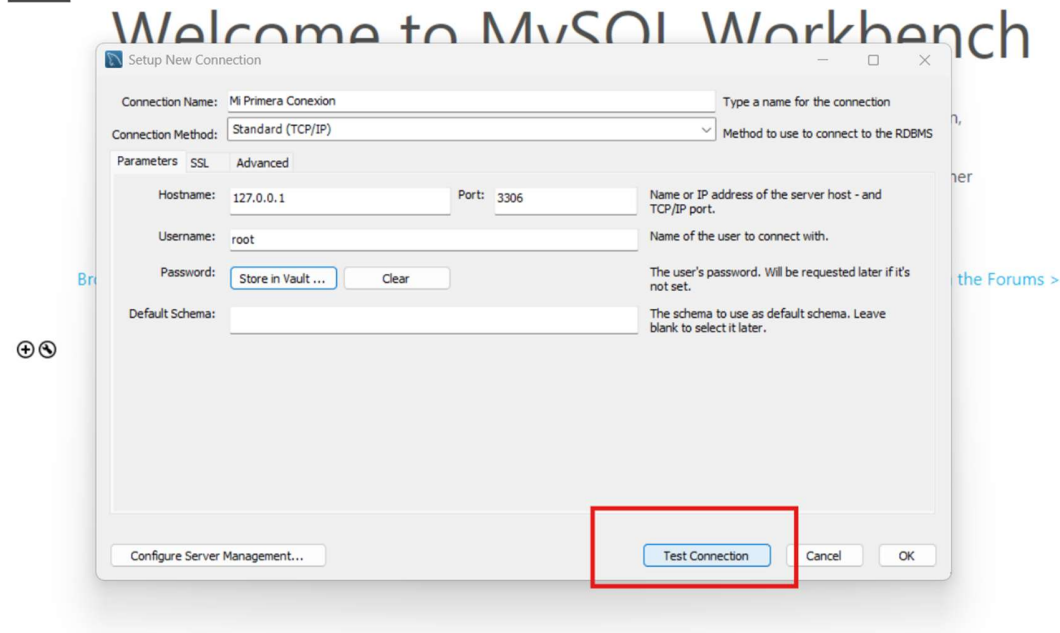 Welcome to MySQL Workbench
Setup New Connection
Connection Name: Mi Primera Conexion Type a name for the connection
Connection Method: Standard (TCP/IP) Method to use to connect to the RDBMS
Parameters SSL Advanced
Hostname: 127.0.0.1 Port: 3306 Name or IP address of the server host - and
TCP/IP port.
Username: root Name of the user to connect with.
Password: Store in Vault ... Clear The user's password. Will be requested later if it's
not set.
Default Schema: The schema to use as default schema. Leave
blank to select it later.
the Forums >
Configure Server Management... Test Connection Cancel OK